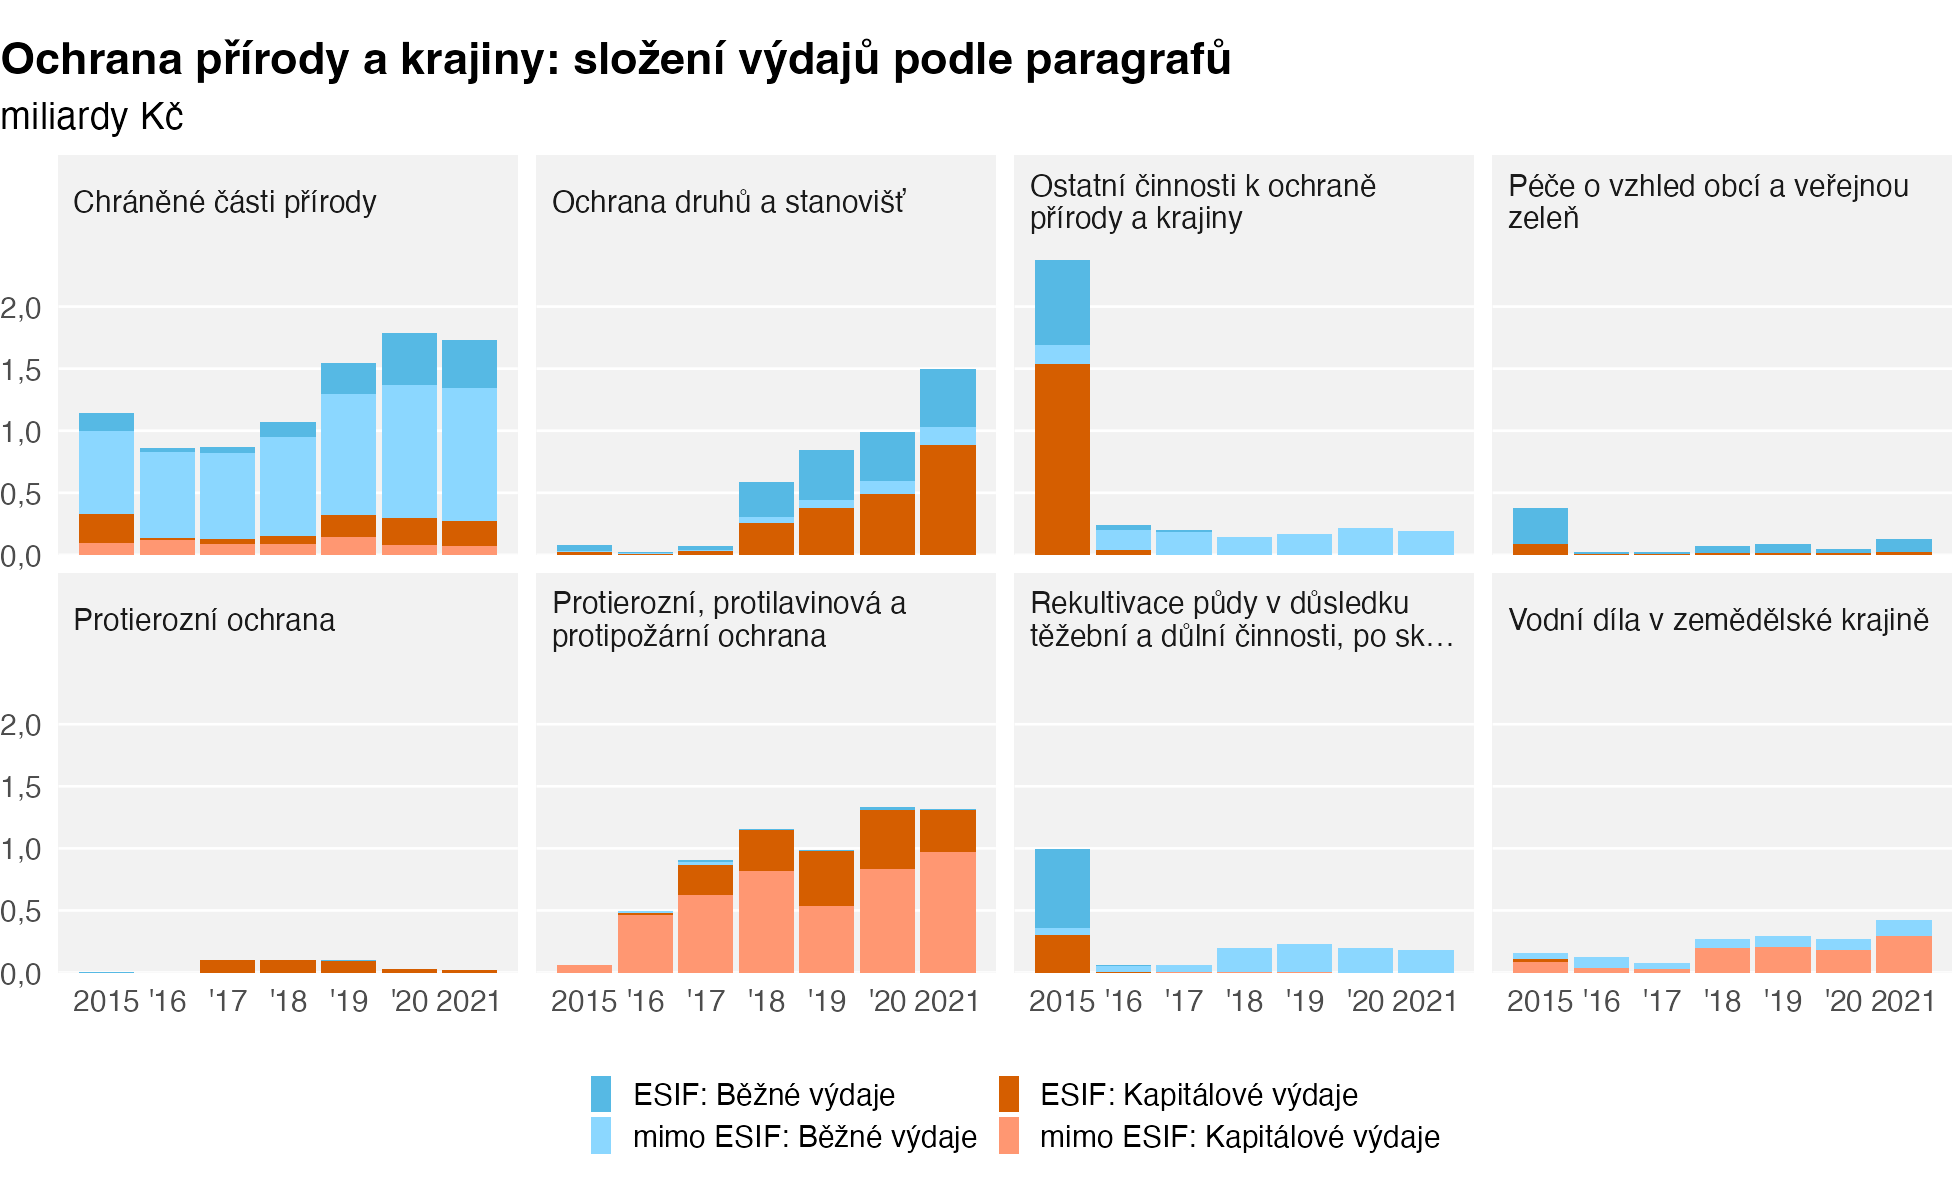 Ochrana přírody a krajiny: složení výdajů podle paragrafů
miliardy Kč
Chráněné části přírody
Ochrana druhů a stanovišť
Ostatní činnosti k ochraně
přírody a krajiny
Péče o vzhled obcí a veřejnou
zeleň
2,0
1,5
1,0
0,5
0,0
Protierozní ochrana
Protierozní, protilavinová a
protipožární ochrana
Rekultivace půdy v důsledku
těžební a důlní činnosti, po sk…
Vodní díla v zemědělské krajině
2,0
1,5
1,0
0,5
0,0
2015 '16 '17 '18 '19 '20 2021
2015 '16 '17 '18 '19 '20 2021
2015 '16 '17 '18 '19 '20 2021
2015 '16 '17 '18 '19 '20 2021
ESIF: Běžné výdaje
mimo ESIF: Běžné výdaje
ESIF: Kapitálové výdaje
mimo ESIF: Kapitálové výdaje